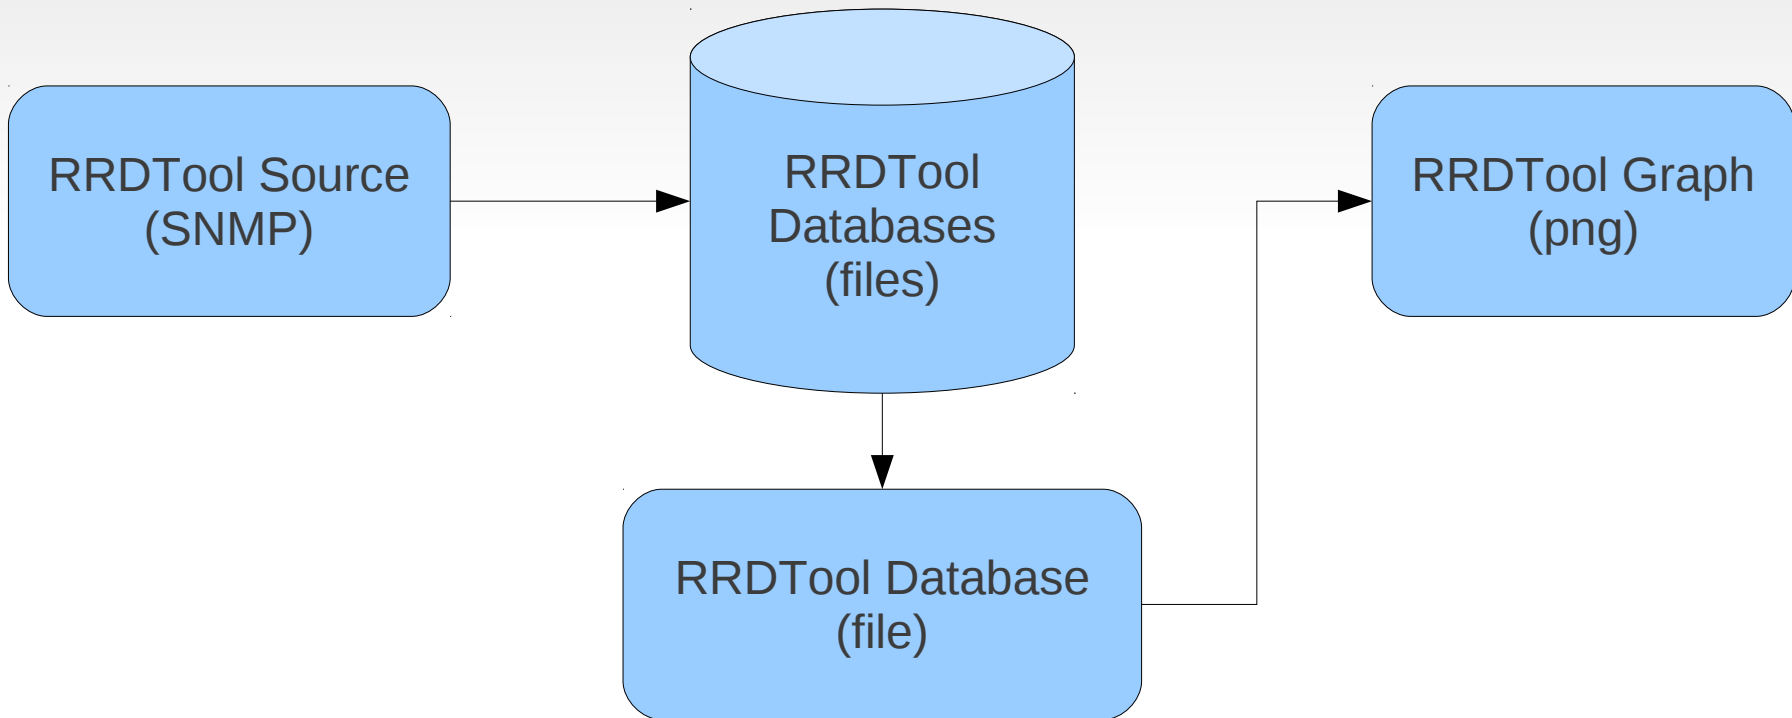 RRDTool Source
(SNMP)
RRDTool
Databases
(files)
RRDTool Graph
(png)
RRDTool Database
(file)